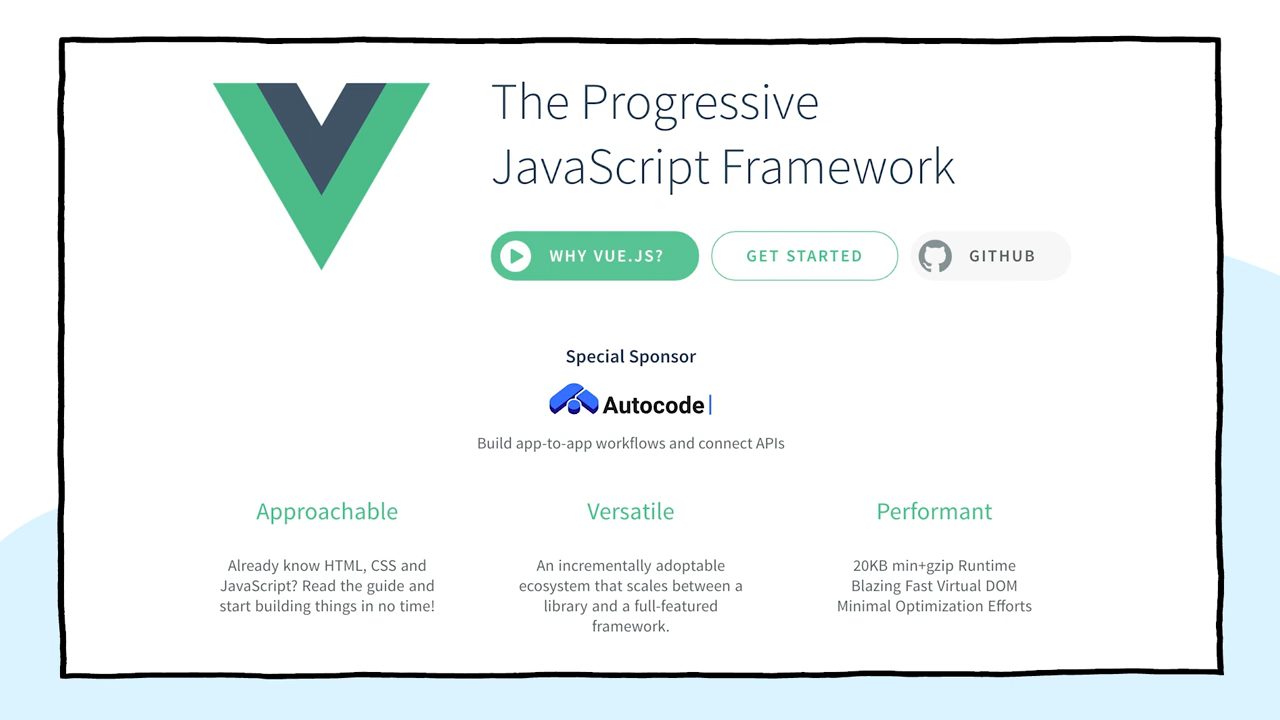 The Progressive
JavaScript Framework
WHY VUE.JS?
GET STARTED
GITHUB
Special Sponsor
Autocode
Build app-to-app workflows and connect APIs
Approachable
Already know HTML, CSS and
JavaScript? Read the guide and
start building things in no time!
Versatile
An incrementally adoptable
ecosystem that scales between a
library and a full-featured
framework.
Performant
20KB min+gzip Runtime
Blazing Fast Virtual DOM
Minimal Optimization Efforts